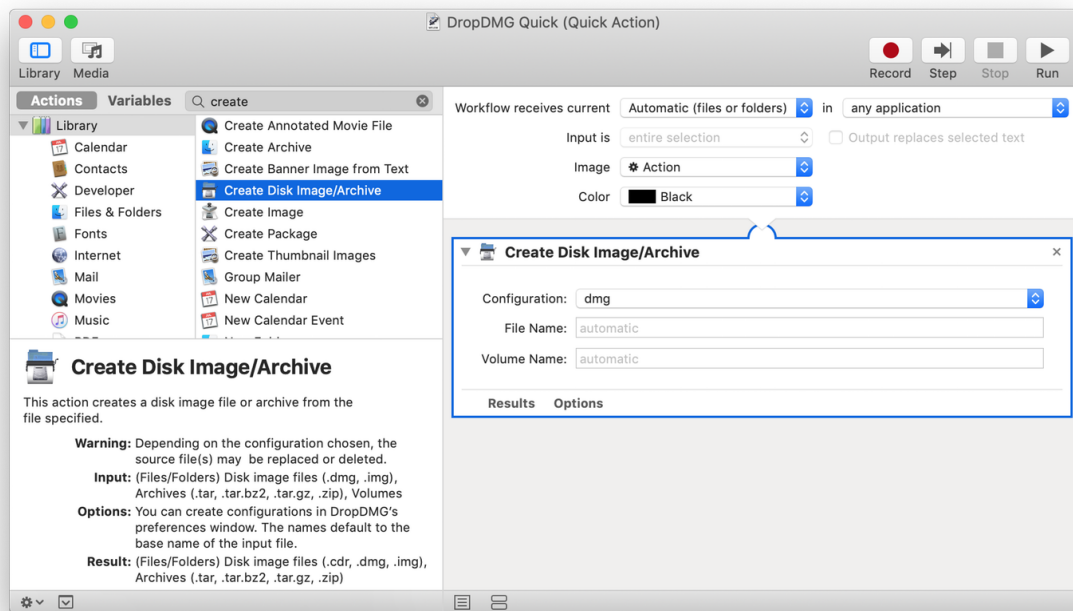 DropDMG Quick (Quick Action)
Library
Media
Record
Step
Stop
Run
Actions
Variables
create
Library
Calendar
Contacts
Developer
Files & Folders
Fonts
Internet
Mail
Movies
Music
Create Annotated Movie File
Create Archive
Create Banner Image from Text
Create Disk Image/Archive
Create Image
Create Package
Create Thumbnail Images
Group Mailer
New Calendar
New Calendar Event
Create Disk Image/Archive
This action creates a disk image file or archive from the
file specified.
Warning: Depending on the configuration chosen, the
source file(s) may be replaced or deleted.
Input: (Files/Folders) Disk image files (.dmg, .img),
Archives (.tar, .tar.bz2, .tar.gz, .zip), Volumes
Options: You can create configurations in DropDMG's
preferences window. The names default to the
base name of the input file.
Result: (Files/Folders) Disk image files (.cdr, .dmg, .img),
Archives (.tar, .tar.bz2, .tar.gz, .zip)
Workflow receives current Automatic (files or folders) in any application
Input is entire selection Output replaces selected text
Image Action
Color Black
Create Disk Image/Archive
Configuration: dmg
File Name: automatic
Volume Name: automatic
Results Options